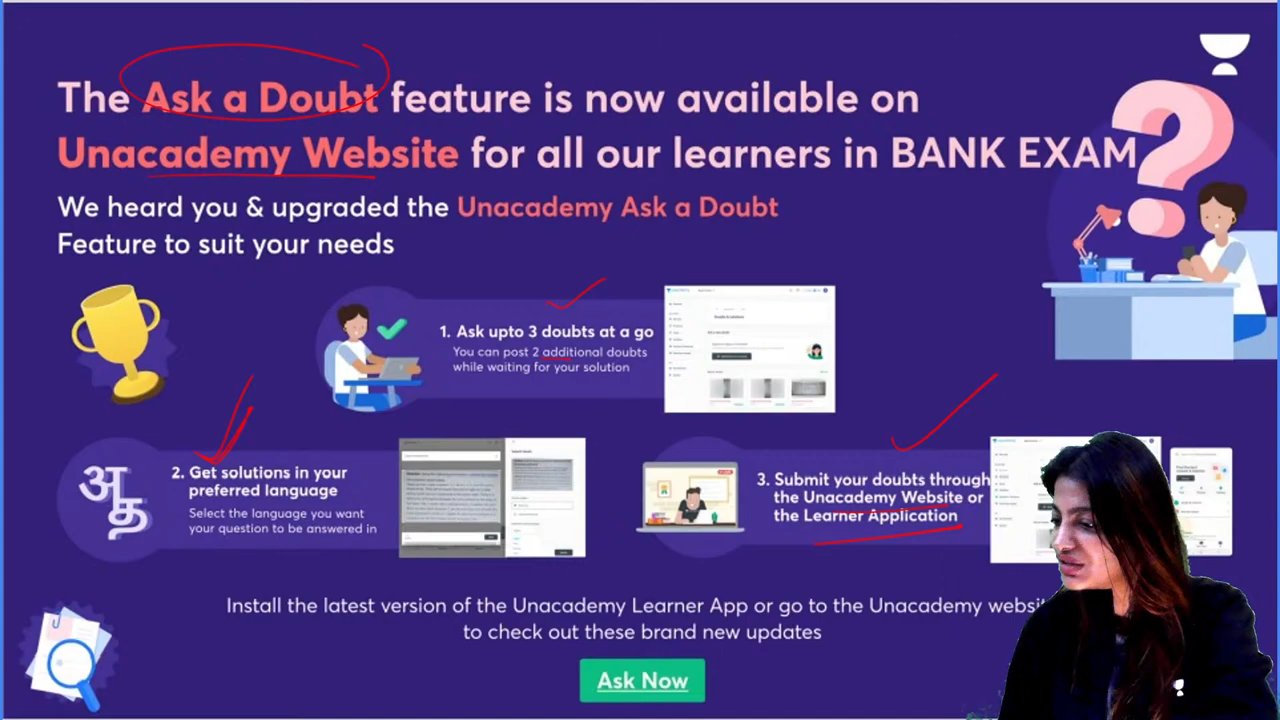 The Ask a Doubt feature is now available on
Unacademy Website for all our learners in BANK EXAM
We heard you & upgraded the Unacademy Ask a Doubt
Feature to suit your needs
1. Ask upto 3 doubts at a go
You can post 2 additional doubts
while waiting for your solution
2. Get solutions in your
preferred language
Select the language you want
your question to be answered in
3. Submit your doubts through
the Unacademy Website or
the Learner Application
अ
त
Install the latest version of the Unacademy Learner App or go to the Unacademy
to check out these brand new updates
Ask Now